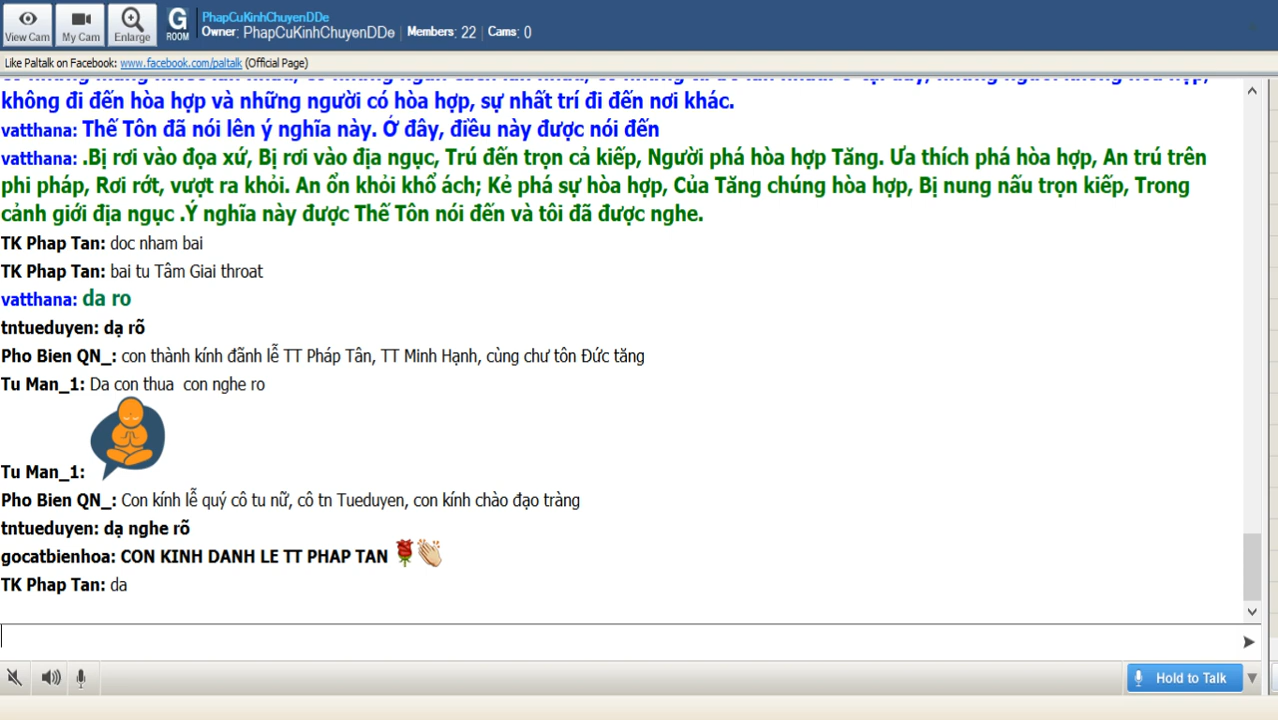 View Cam
My Cam
Enlarge
G
ROOM
PhapCuKinhChuyenDDe
Owner: PhapCuKinhChuyenDDe | Members: 22 | Cams: 0
Like Paltalk on Facebook: www.facebook.com/paltalk (Official Page)
không đi đến hòa hợp và những người có hòa hợp, sự nhất trí đi đến nơi khác.
vatthana: Thế Tôn đã nói lên ý nghĩa này. Ở đây, điều này được nói đến
vatthana: .Bị rơi vào đọa xứ, Bị rơi vào địa ngục, Trú đến trọn cả kiếp, Người phá hòa hợp Tăng. Ưa thích phá hòa hợp, An trú trên
phi pháp, Rơi rớt, vượt ra khỏi. An ổn khỏi khổ ách; Kẻ phá sự hòa hợp, Của Tăng chúng hòa hợp, Bị nung nấu trọn kiếp, Trong
cảnh giới địa ngục .Ý nghĩa này được Thế Tôn nói đến và tôi đã được nghe.
TK Phap Tan: doc nham bai
TK Phap Tan: bai tu Tâm Giai throat
vatthana: da ro
tntueduyen: dạ rõ
Pho Bien QN_: con thành kính đãnh lễ TT Pháp Tân, TT Minh Hạnh, cùng chư tôn Đức tăng
Tu Man_1: Da con thua  con nghe ro
Tu Man_1:
Pho Bien QN_: Con kính lễ quý cô tu nữ, cô tn Tueduyen, con kính chào đạo tràng
tntueduyen: dạ nghe rõ
gocatbienhoa: CON KINH DANH LE TT PHAP TAN
TK Phap Tan: da
Hold to Talk